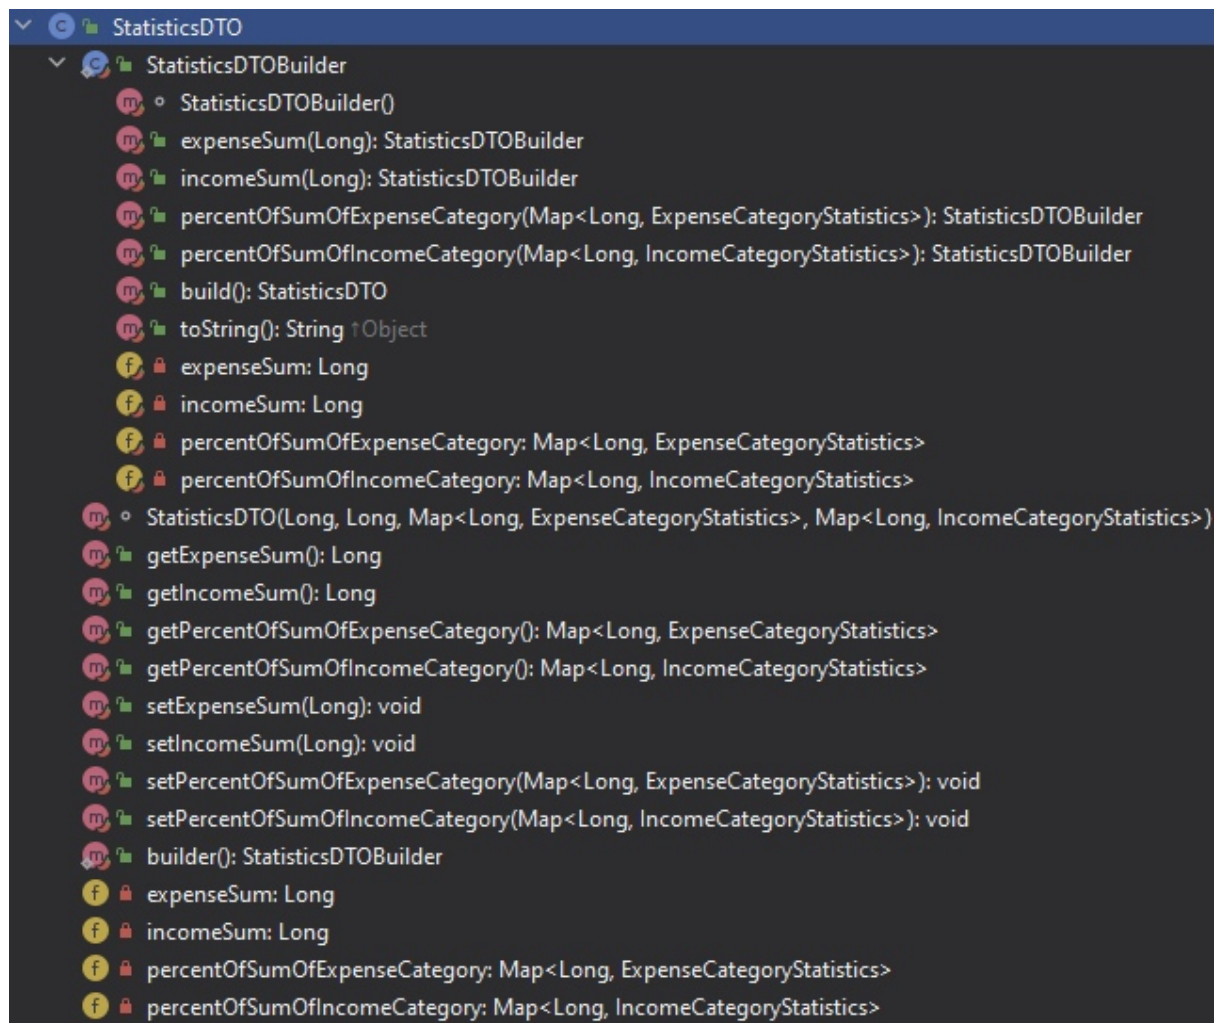 StatisticsDTO
StatisticsDTOBuilder
StatisticsDTOBuilder()
expenseSum(Long): StatisticsDTOBuilder
incomeSum(Long): StatisticsDTOBuilder
percentOfSumOfExpenseCategory(Map<Long, ExpenseCategoryStatistics>): StatisticsDTOBuilder
percentOfSumOfIncomeCategory(Map<Long, IncomeCategoryStatistics>): StatisticsDTOBuilder
build(): StatisticsDTO
toString(): String ↑Object
expenseSum: Long
incomeSum: Long
percentOfSumOfExpenseCategory: Map<Long, ExpenseCategoryStatistics>
percentOfSumOfIncomeCategory: Map<Long, IncomeCategoryStatistics>
StatisticsDTO(Long, Long, Map<Long, ExpenseCategoryStatistics>, Map<Long, IncomeCategoryStatistics>)
getExpenseSum(): Long
getIncomeSum(): Long
getPercentOfSumOfExpenseCategory(): Map<Long, ExpenseCategoryStatistics>
getPercentOfSumOfIncomeCategory(): Map<Long, IncomeCategoryStatistics>
setExpenseSum(Long): void
setIncomeSum(Long): void
setPercentOfSumOfExpenseCategory(Map<Long, ExpenseCategoryStatistics>): void
setPercentOfSumOfIncomeCategory(Map<Long, IncomeCategoryStatistics>): void
builder(): StatisticsDTOBuilder
expenseSum: Long
incomeSum: Long
percentOfSumOfExpenseCategory: Map<Long, ExpenseCategoryStatistics>
percentOfSumOfIncomeCategory: Map<Long, IncomeCategoryStatistics>